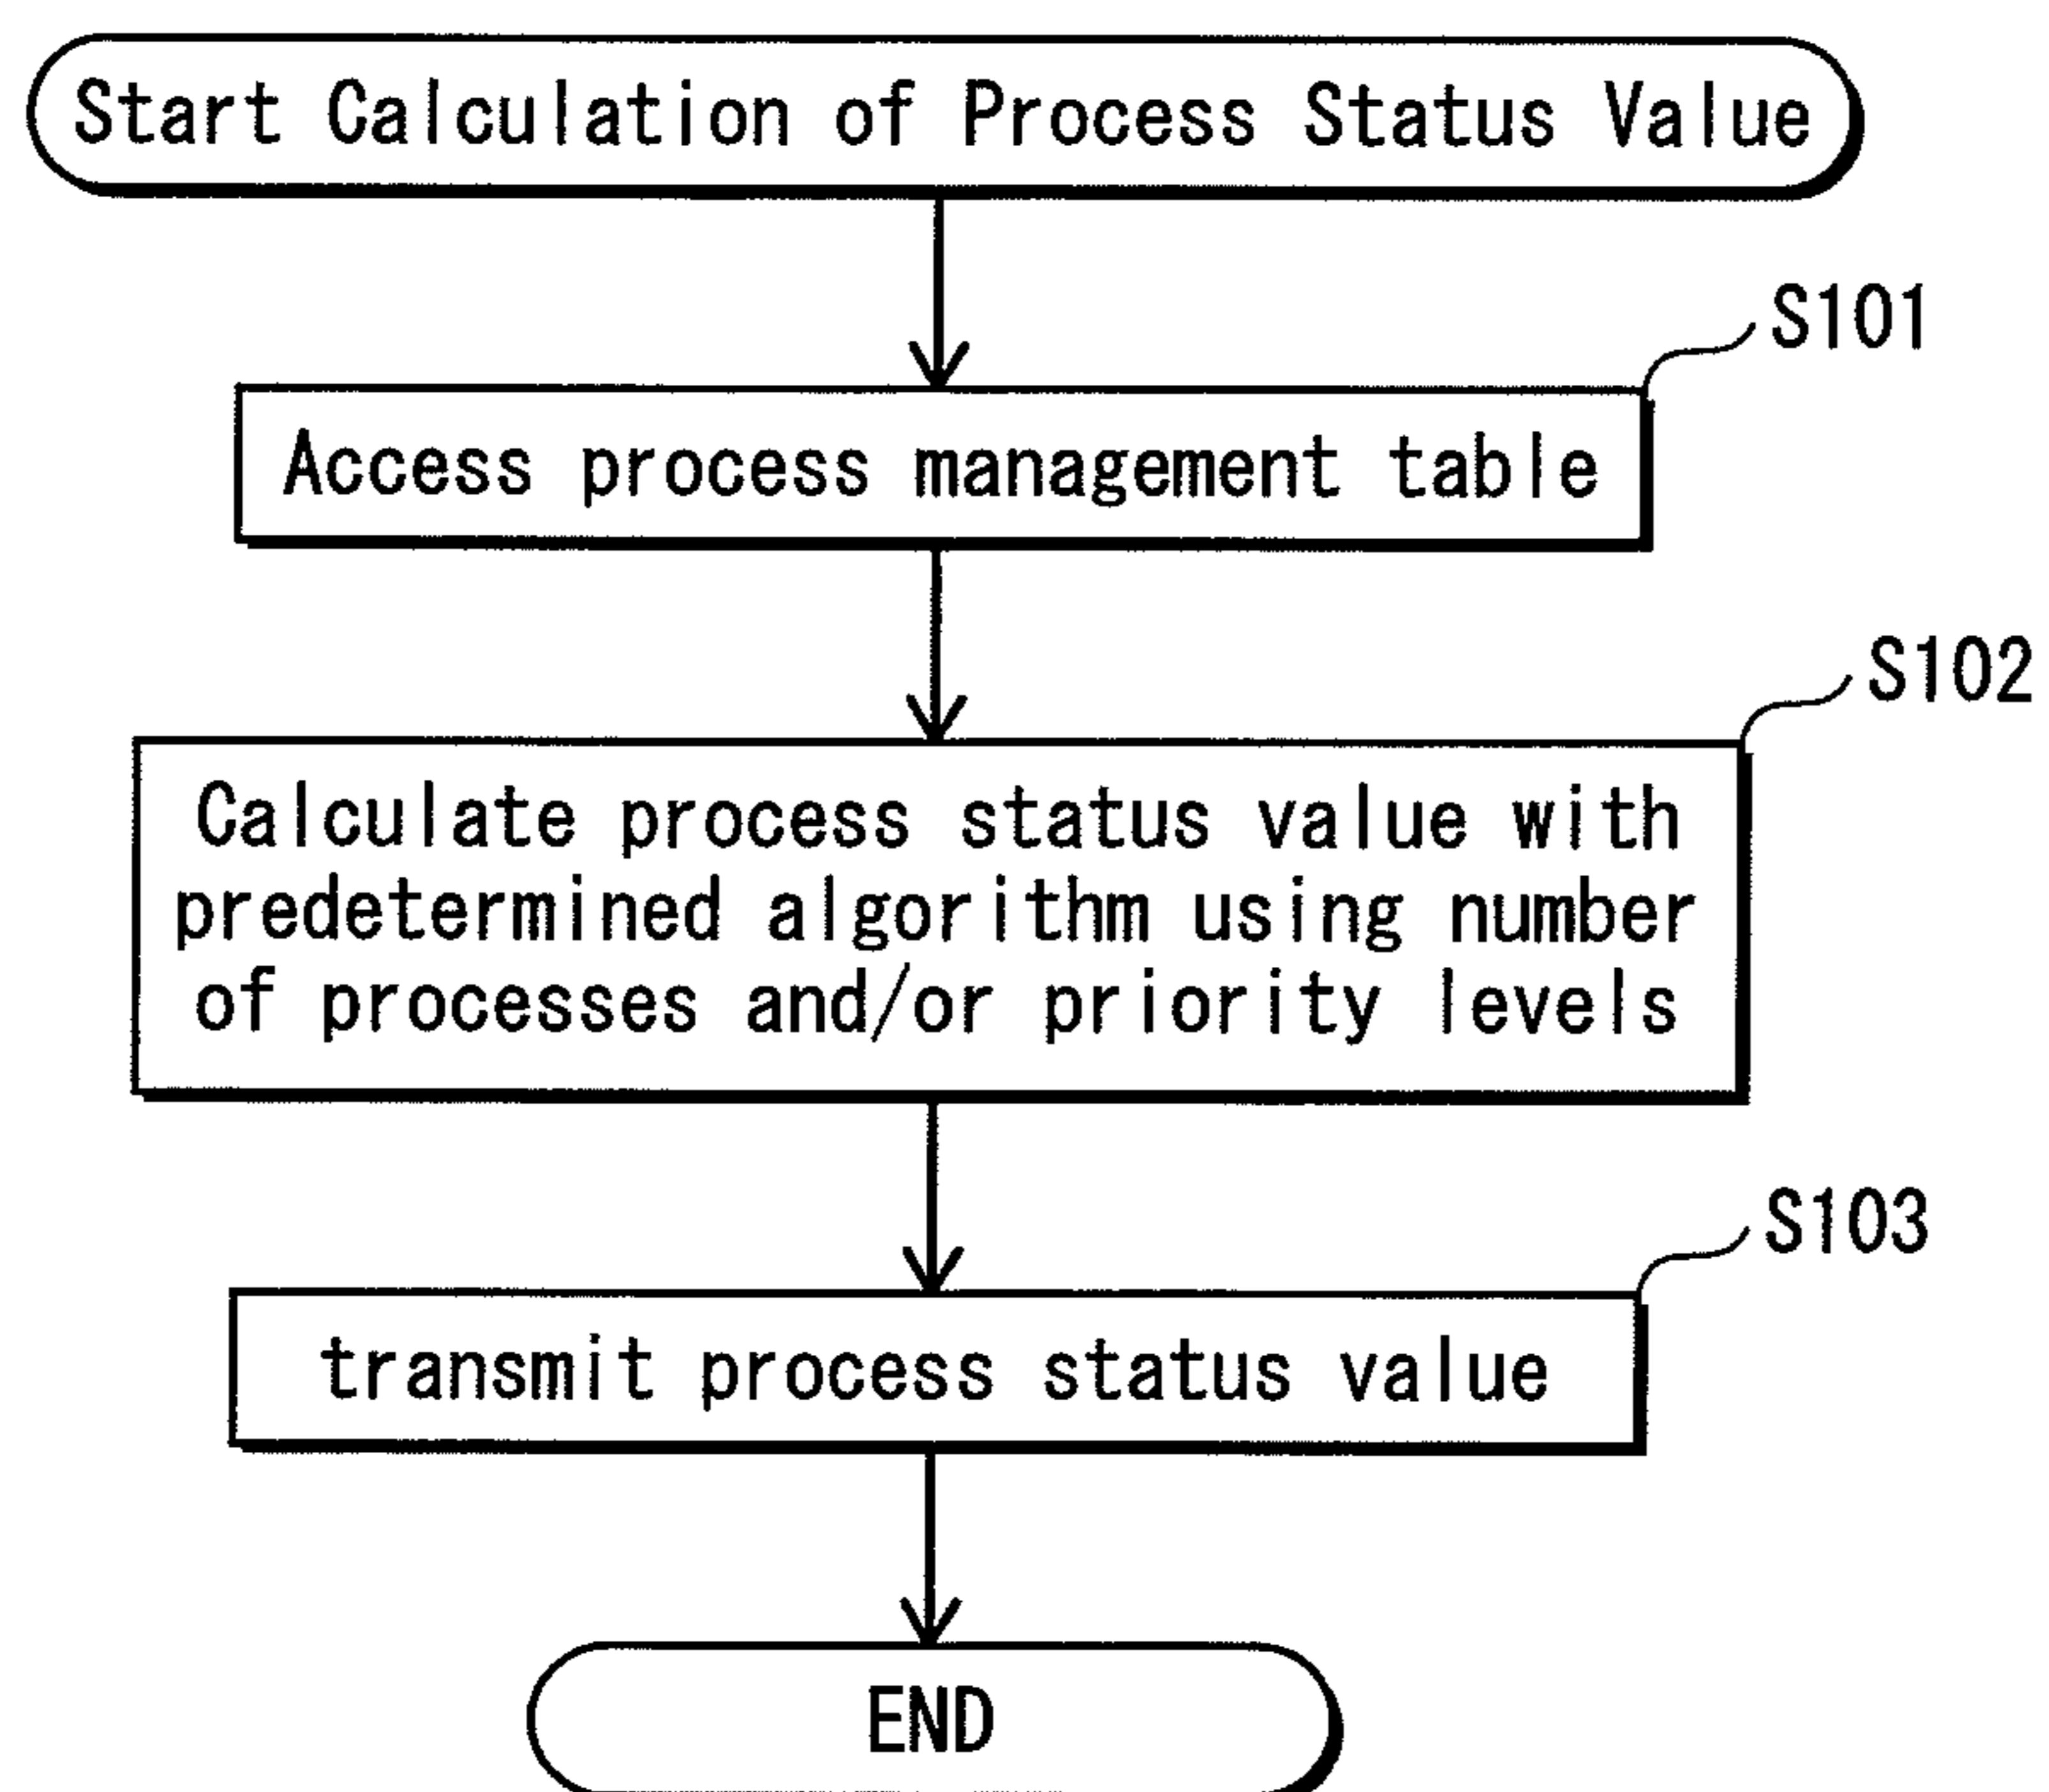 Start Calculation of Process Status Value
S101
Access process management table
S102
Calculate process status value with
predetermined algorithm using number
of processes and/or priority levels
S103
transmit process status value
END